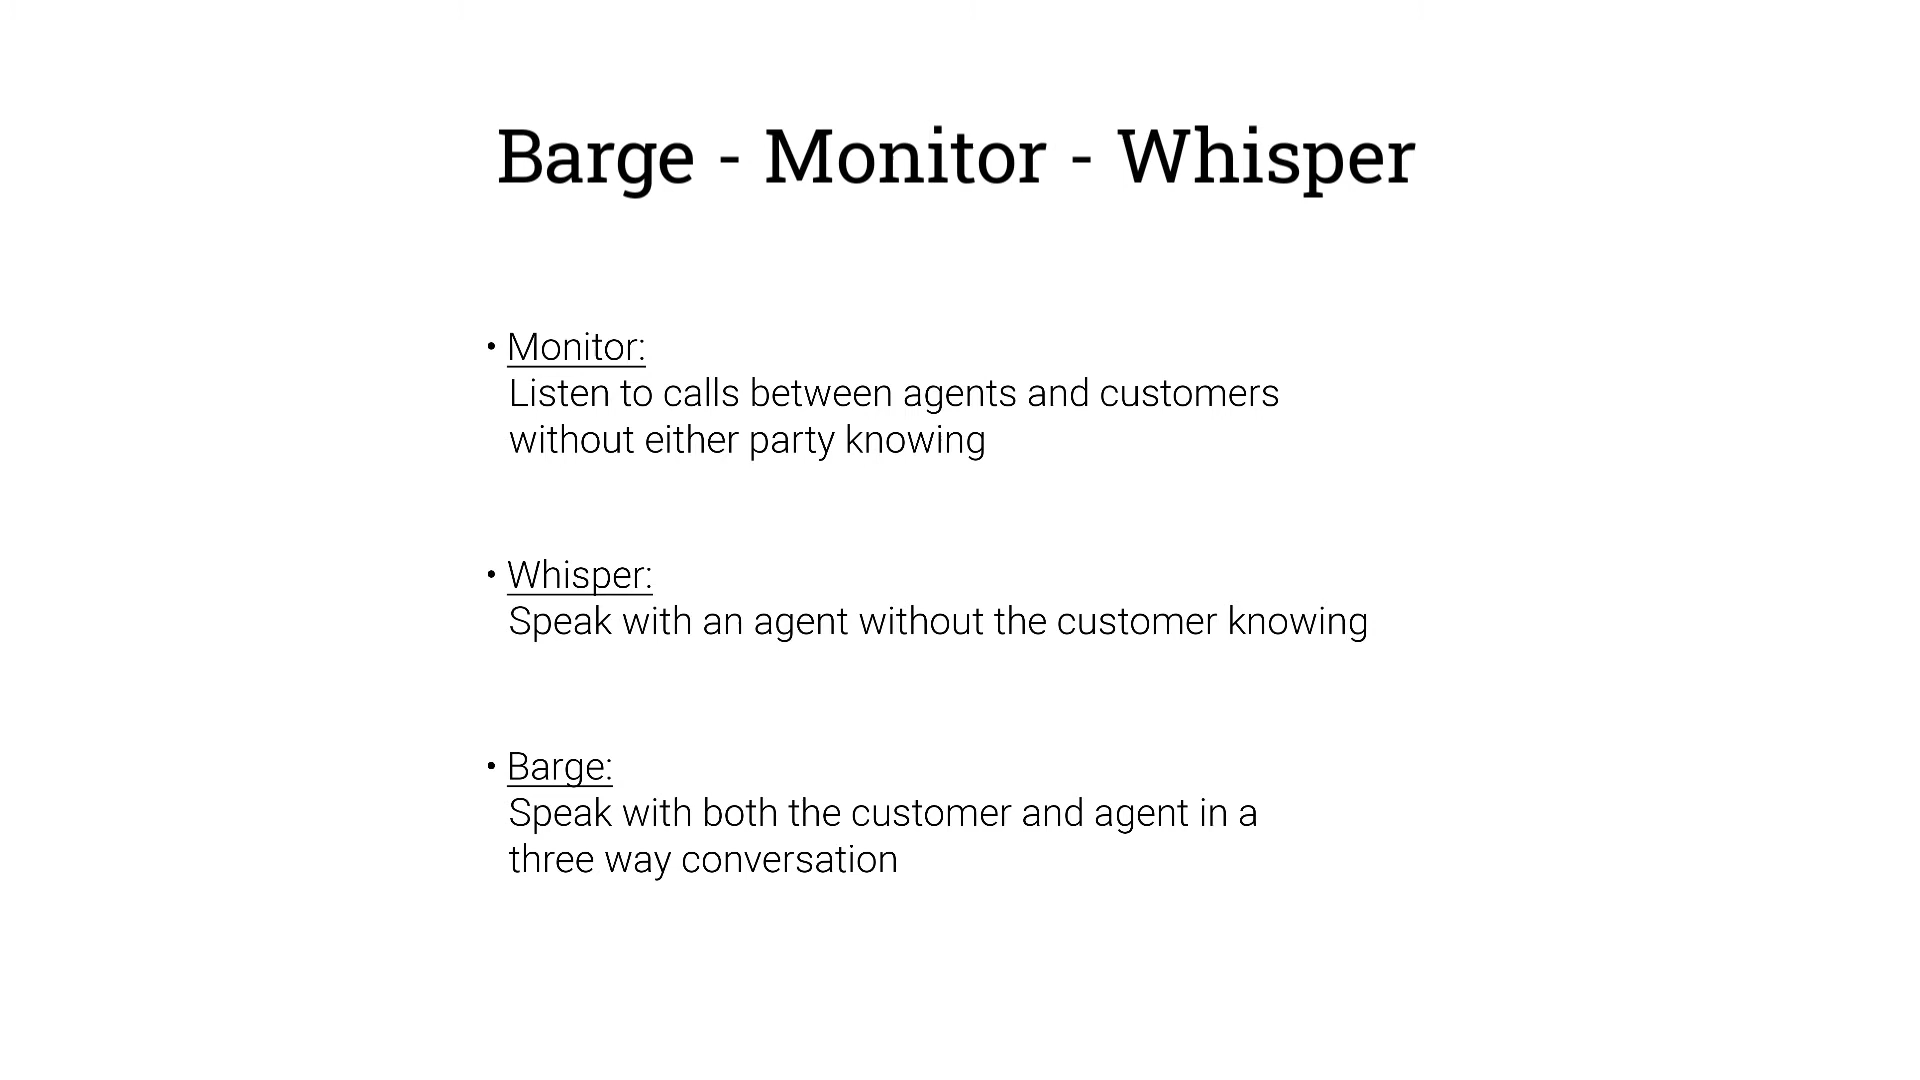 Barge - Monitor - Whisper
• Monitor:
Listen to calls between agents and customers
without either party knowing
• Whisper:
Speak with an agent without the customer knowing
• Barge:
Speak with both the customer and agent in a
three way conversation